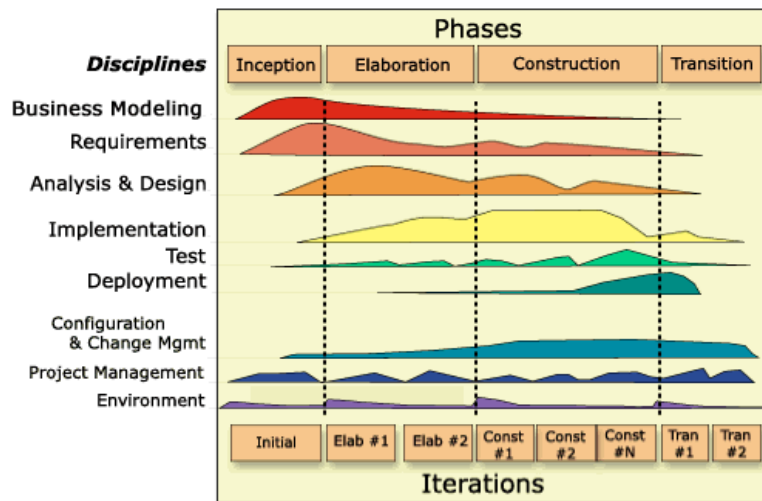 Phases
Disciplines
Inception
Elaboration
Construction
Transition
Business Modeling
Requirements
Analysis & Design
Implementation
Test
Deployment
Configuration
& Change Mgmt
Project Management
Environment
Initial
Elab #1
Elab #2
Const
#1
Const
#2
Const
#N
Tran
#1
Tran
#2
Iterations